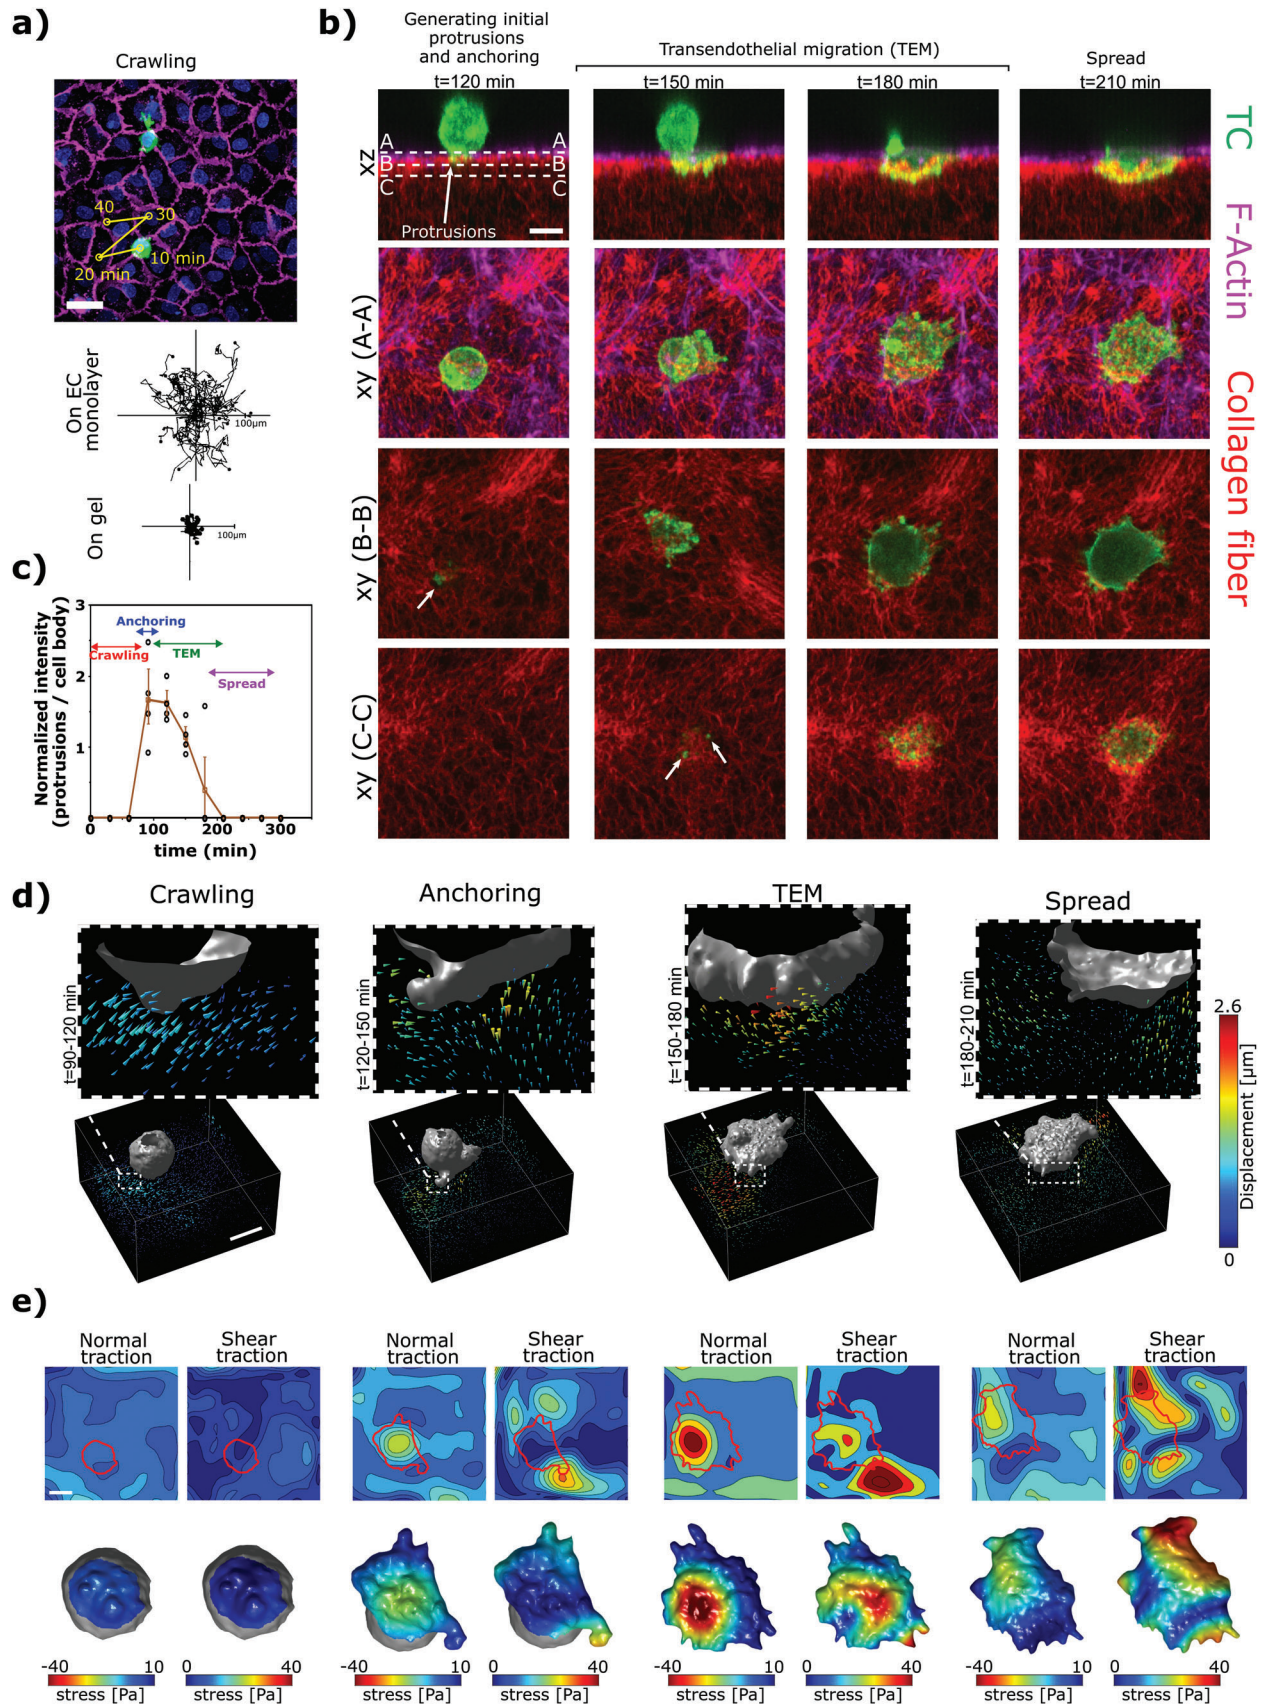 a)
Crawling
40
30
20 min
10 min
On EC
monolayer
100μm
On gel
100μm
b)
Generating initial
protrusions
and anchoring
Transendothelial migration (TEM)
Spread
t=120 min
t=150 min
t=180 min
t=210 min
xz
A
A
B
B
C
C
Protrusions
xy (A-A)
xy (B-B)
xy (C-C)
TC
F-Actin
Collagen fiber
c)
Normalized intensity
(protrusions / cell body)
3
2
1
0
100
200
300
time (min)
Anchoring
Crawling
TEM
Spread
d)
Crawling
Anchoring
TEM
Spread
t=90-120 min
t=120-150 min
t=150-180 min
t=180-210 min
2.6
Displacement [μm]
0
e)
Normal
traction
Shear
traction
Normal
traction
Shear
traction
Normal
traction
Shear
traction
Normal
traction
Shear
traction
-40 10
stress [Pa]
0 40
stress [Pa]
-40 10
stress [Pa]
0 40
stress [Pa]
-40 10
stress [Pa]
0 40
stress [Pa]
-40 10
stress [Pa]
0 40
stress [Pa]